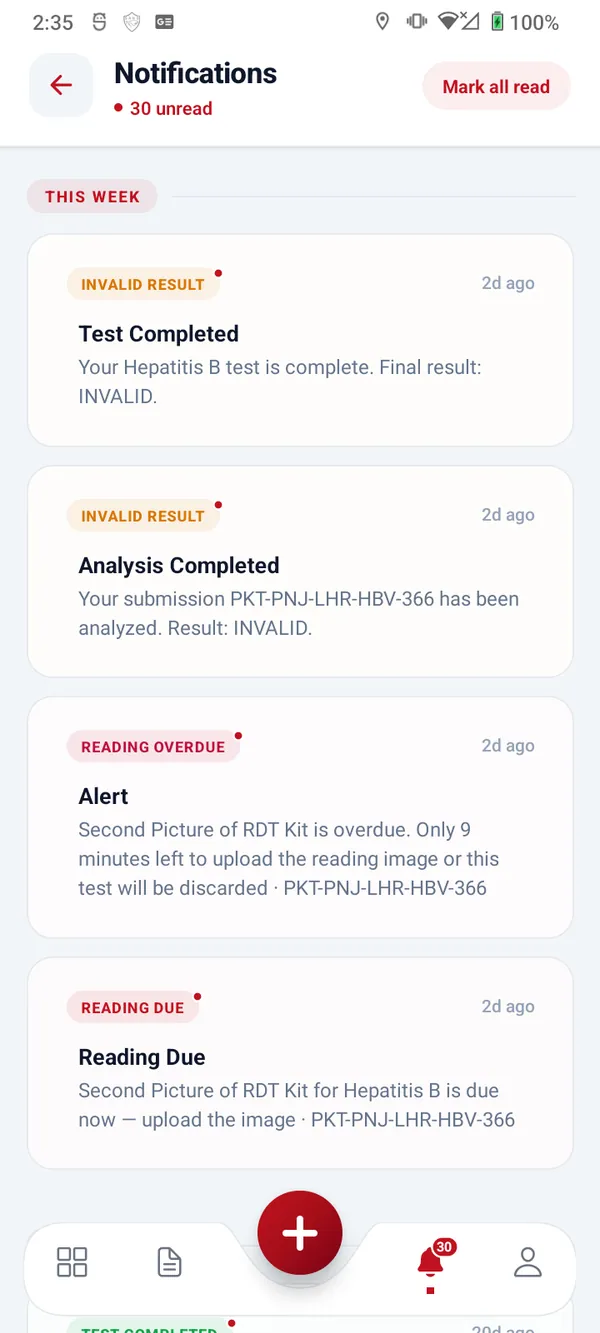 2:35
100%
Notifications
30 unread
Mark all read
THIS WEEK
INVALID RESULT
2d ago
Test Completed
Your Hepatitis B test is complete. Final result:
INVALID.
INVALID RESULT
2d ago
Analysis Completed
Your submission PKT-PNJ-LHR-HBV-366 has been
analyzed. Result: INVALID.
READING OVERDUE
2d ago
Alert
Second Picture of RDT Kit is overdue. Only 9
minutes left to upload the reading image or this
test will be discarded · PKT-PNJ-LHR-HBV-366
READING DUE
2d ago
Reading Due
Second Picture of RDT Kit for Hepatitis B is due
now — upload the image · PKT-PNJ-LHR-HBV-366
30
TEST COMPLETED
20d ago